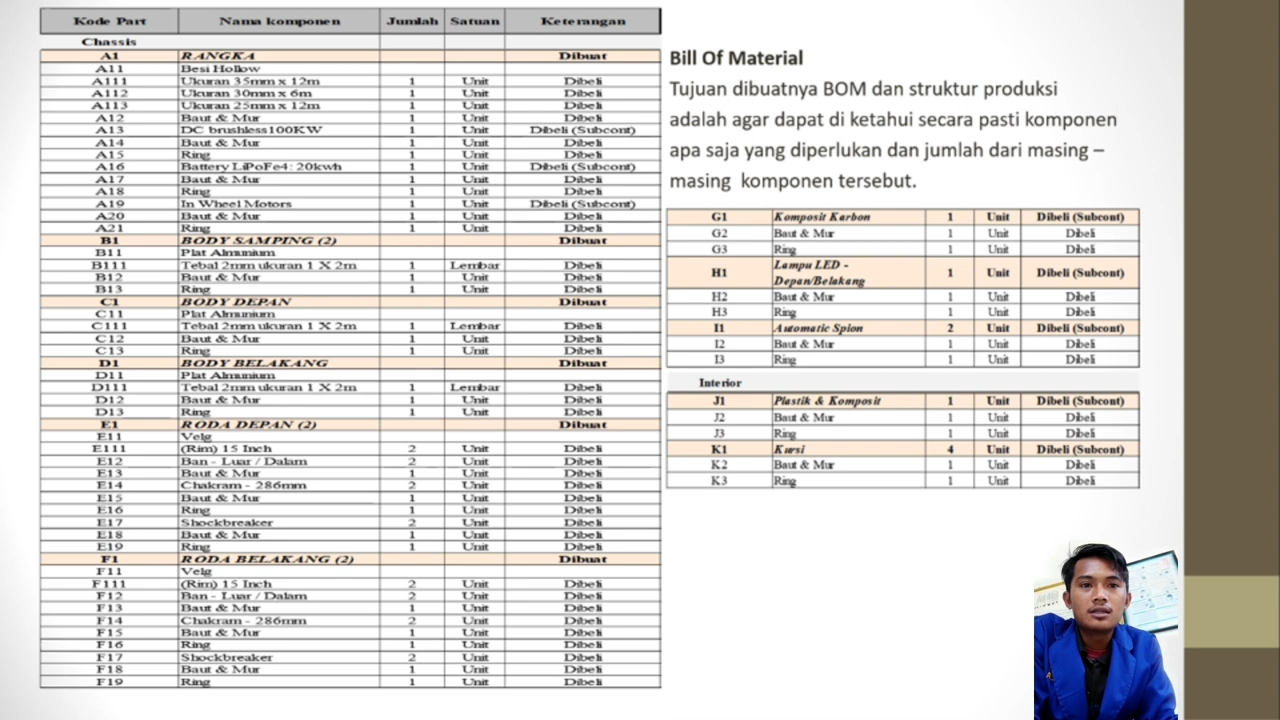 Kode Part Nama komponen Jumlah Satuan Keterangan
Chassis
A1 RANGKA Dibuat
A11 Besi Hollow
A111 Ukuran 35mm x 12m 1 Unit Dibeli
A112 Ukuran 30mm x 6m 1 Unit Dibeli
A113 Ukuran 25mm x 12m 1 Unit Dibeli
A12 Baut & Mur 1 Unit Dibeli
A13 DC brushless100KW 1 Unit Dibeli (Subcont)
A14 Baut & Mur 1 Unit Dibeli
A15 Ring 1 Unit Dibeli
A16 Battery LiPoFe4: 20kwh 1 Unit Dibeli (Subcont)
A17 Baut & Mur 1 Unit Dibeli
A18 Ring 1 Unit Dibeli
A19 In Wheel Motors 1 Unit Dibeli (Subcont)
A20 Baut & Mur 1 Unit Dibeli
A21 Ring 1 Unit Dibeli
B1 BODY SAMPING (2) Dibuat
B11 Plat Almunium
B111 Tebal 2mm ukuran 1 X 2m 1 Lembar Dibeli
B12 Baut & Mur 1 Unit Dibeli
B13 Ring 1 Unit Dibeli
C1 BODY DEPAN Dibuat
C11 Plat Almunium
C111 Tebal 2mm ukuran 1 X 2m 1 Lembar Dibeli
C12 Baut & Mur 1 Unit Dibeli
C13 Ring 1 Unit Dibeli
D1 BODY BELAKANG Dibuat
D11 Plat Almunium
D111 Tebal 2mm ukuran 1 X 2m 1 Lembar Dibeli
D12 Baut & Mur 1 Unit Dibeli
D13 Ring 1 Unit Dibeli
E1 RODA DEPAN (2) Dibuat
E11 Velg
E111 (Rim) 15 Inch 2 Unit Dibeli
E12 Ban - Luar / Dalam 2 Unit Dibeli
E13 Baut & Mur 1 Unit Dibeli
E14 Chakram - 286mm 2 Unit Dibeli
E15 Baut & Mur 1 Unit Dibeli
E16 Ring 1 Unit Dibeli
E17 Shockbreaker 2 Unit Dibeli
E18 Baut & Mur 1 Unit Dibeli
E19 Ring 1 Unit Dibeli
F1 RODA BELAKANG (2) Dibuat
F11 Velg
F111 (Rim) 15 Inch 2 Unit Dibeli
F12 Ban - Luar / Dalam 2 Unit Dibeli
F13 Baut & Mur 1 Unit Dibeli
F14 Chakram - 286mm 2 Unit Dibeli
F15 Baut & Mur 1 Unit Dibeli
F16 Ring 1 Unit Dibeli
F17 Shockbreaker 2 Unit Dibeli
F18 Baut & Mur 1 Unit Dibeli
F19 Ring 1 Unit Dibeli
Bill Of Material
Tujuan dibuatnya BOM dan struktur produksi
adalah agar dapat di ketahui secara pasti komponen
apa saja yang diperlukan dan jumlah dari masing –
masing komponen tersebut.
G1 Komposit Karbon 1 Unit Dibeli (Subcont)
G2 Baut & Mur 1 Unit Dibeli
G3 Ring 1 Unit Dibeli
H1 Lampu LED - 1 Unit Dibeli (Subcont)
Depan/Belakang
H2 Baut & Mur 1 Unit Dibeli
H3 Ring 1 Unit Dibeli
I1 Automatic Spion 2 Unit Dibeli (Subcont)
I2 Baut & Mur 1 Unit Dibeli
I3 Ring 1 Unit Dibeli
Interior
J1 Plastik & Komposit 1 Unit Dibeli (Subcont)
J2 Baut & Mur 1 Unit Dibeli
J3 Ring 1 Unit Dibeli
K1 Kursi 4 Unit Dibeli (Subcont)
K2 Baut & Mur 1 Unit Dibeli
K3 Ring 1 Unit Dibeli